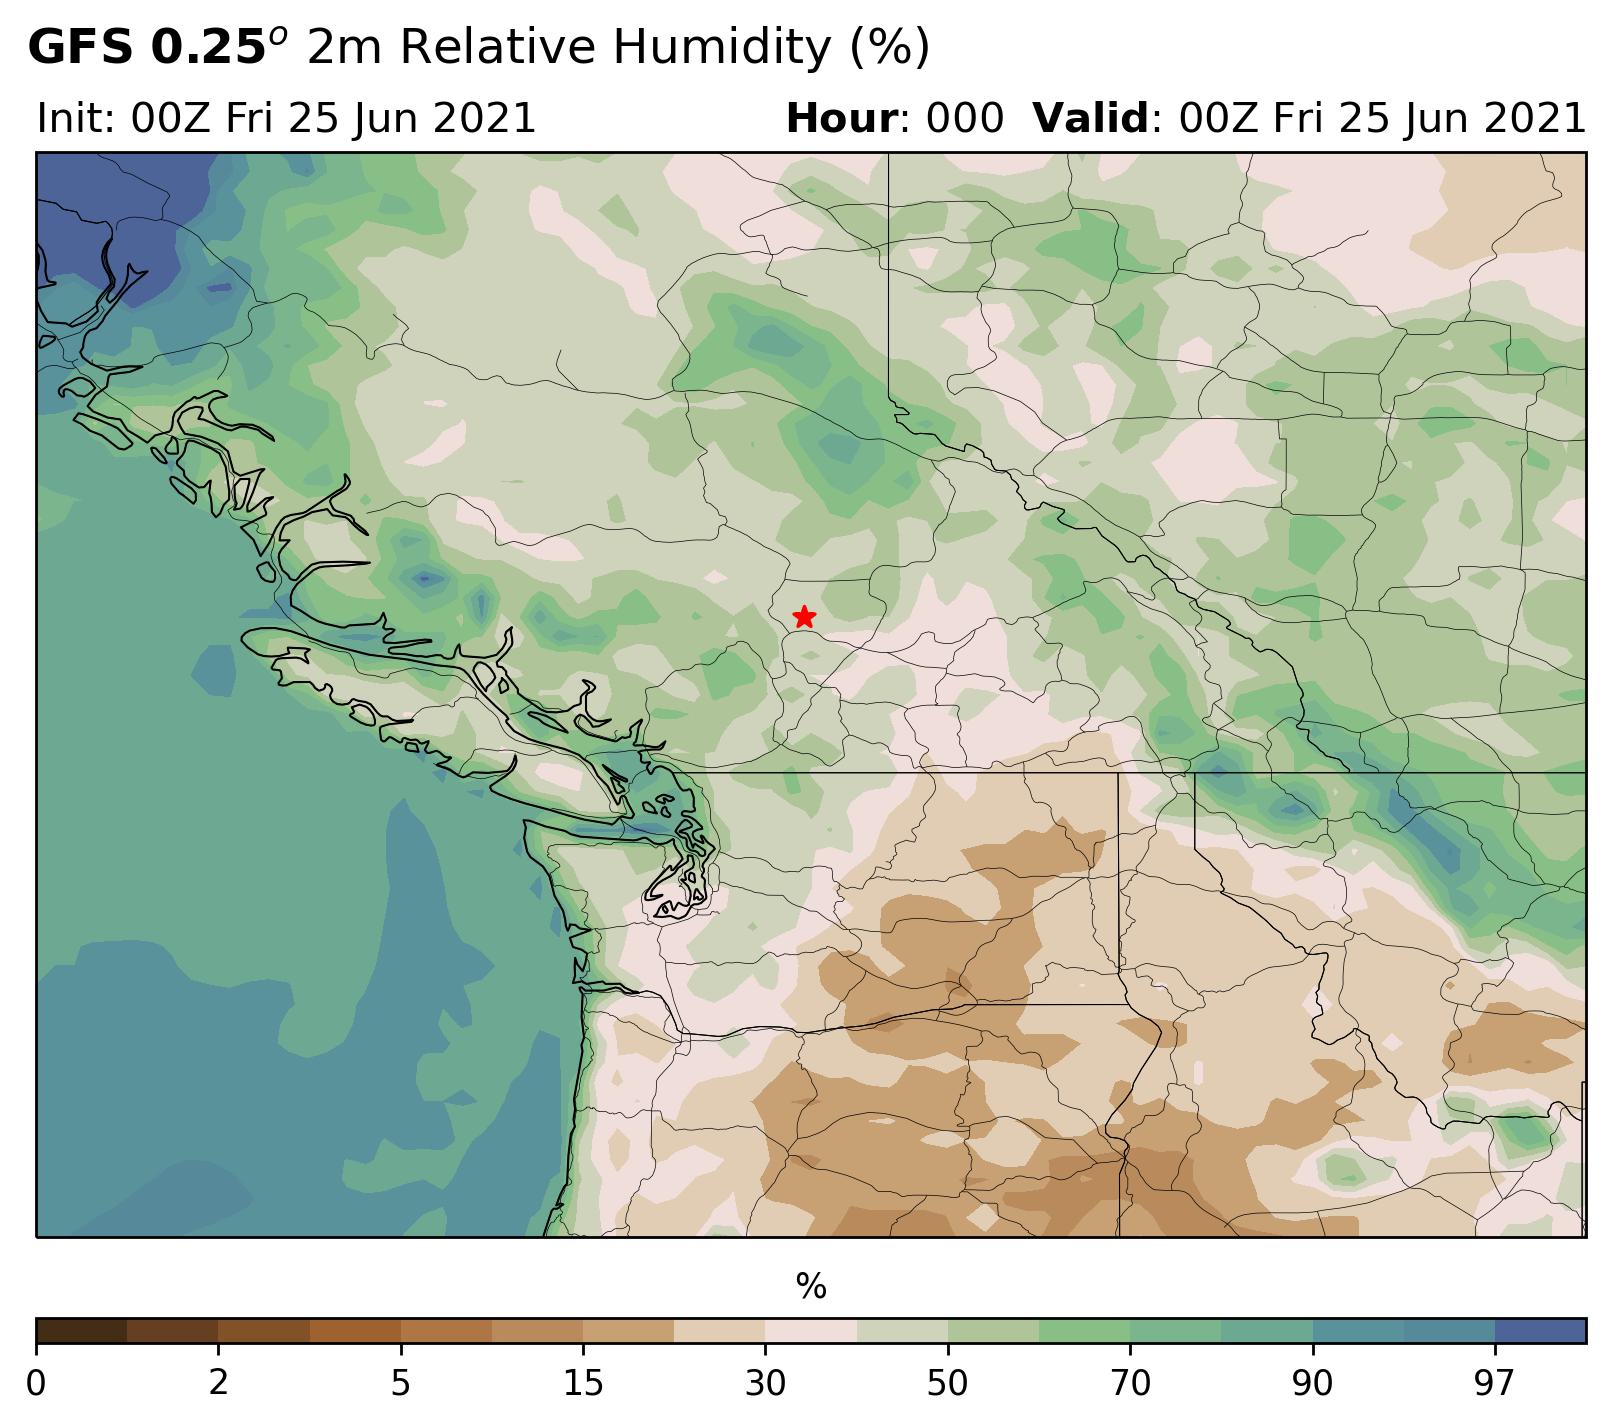 GFS 0.25o 2m Relative Humidity (%)
Init: 00Z Fri 25 Jun 2021
Hour: 000 Valid: 00Z Fri 25 Jun 2021
%
0 2 5 15 30 50 70 90 97